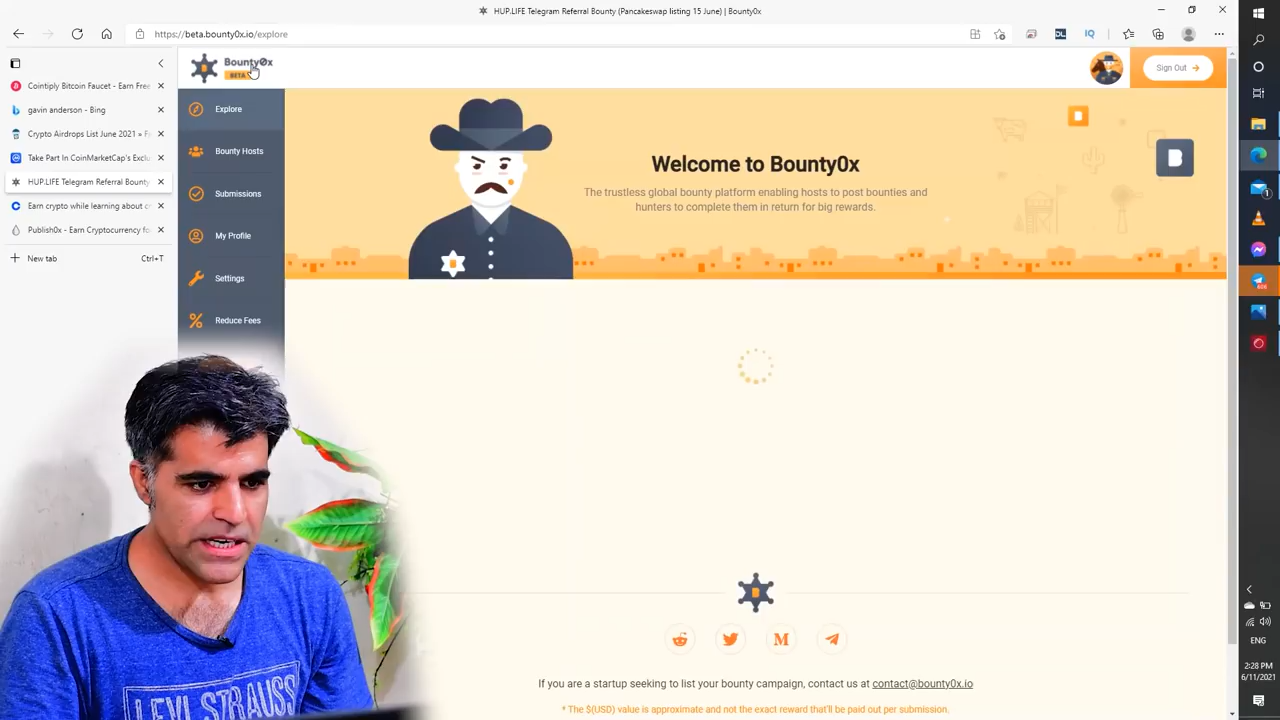 HUP.LIFE Telegram Referral Bounty (Pancakeswap listing 15 June) | Bounty0x
https://beta.bounty0x.io/explore
Cointiply Bitcoin Faucet - Earn Free
gavin anderson - Bing
Crypto Airdrops List June 2021 » F
Take Part In CoinMarketCap's Exclu
HUP.LIFE Telegram Referral Bounty
Earn crypto while learning about cr
Publish0x - Earn Cryptocurrency fo
New tab
Ctrl+T
Bounty0x
BETA
Sign Out
Explore
Bounty Hosts
Submissions
My Profile
Settings
Reduce Fees
Welcome to Bounty0x
The trustless global bounty platform enabling hosts to post bounties and
hunters to complete them in return for big rewards.
B
B
If you are a startup seeking to list your bounty campaign, contact us at contact@bounty0x.io
* The $(USD) value is approximate and not the exact reward that'll be paid out per submission.
LEVI STRAUSS
IQ
ENG
2:28 PM
6/11/2021